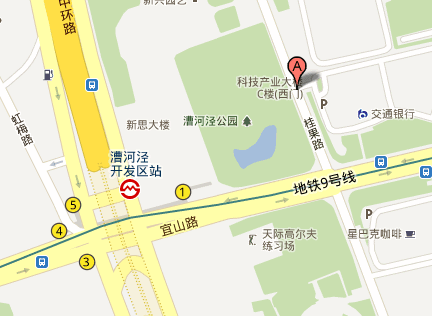 新兴园艺
中环路
A
科技产业大楼
C楼(西门)
P
交通银行
虹梅路
新思大楼
漕河泾公园
桂果路
漕河泾
开发区站
1
地铁9号线
5
宜山路
4
P
天际高尔夫
练习场
星巴克咖啡
3